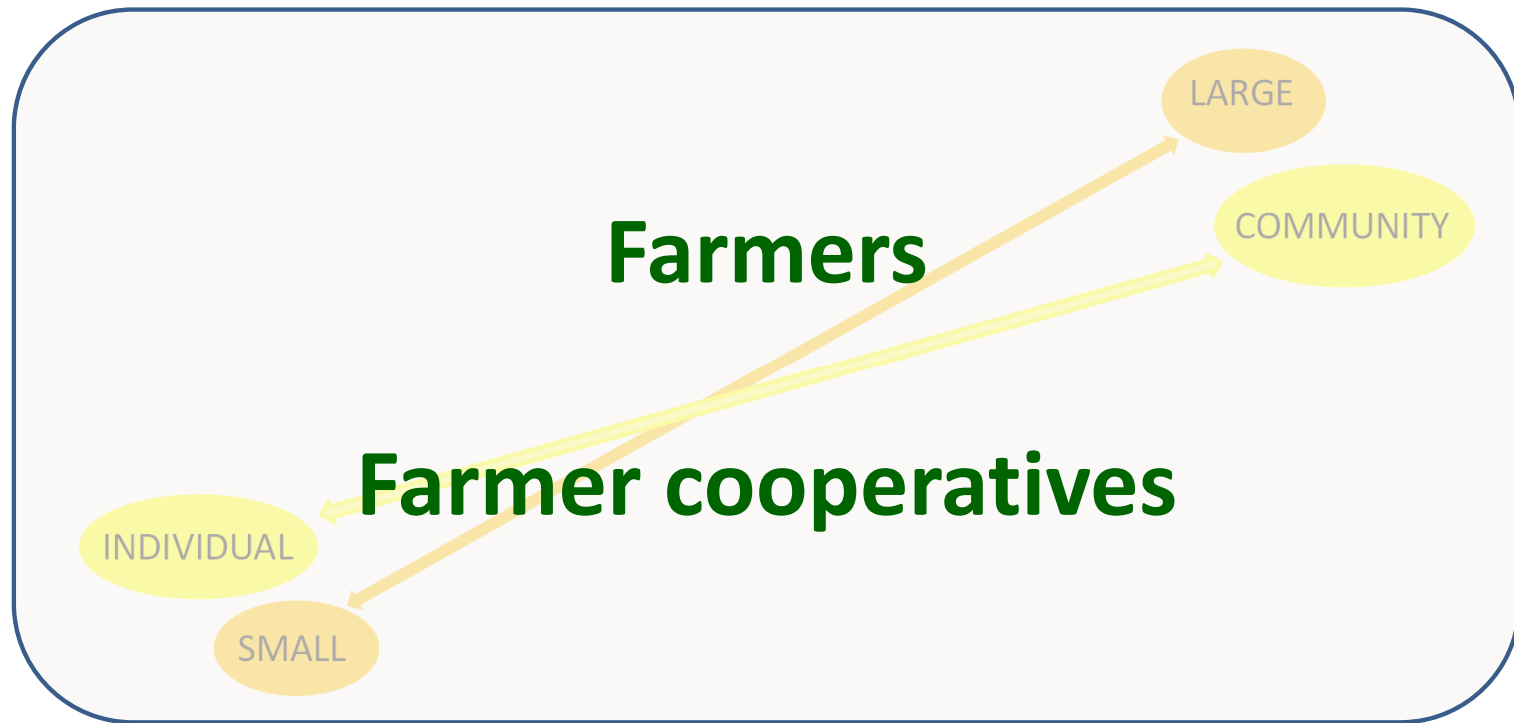 LARGE
COMMUNITY
Farmers
Farmer cooperatives
INDIVIDUAL
SMALL